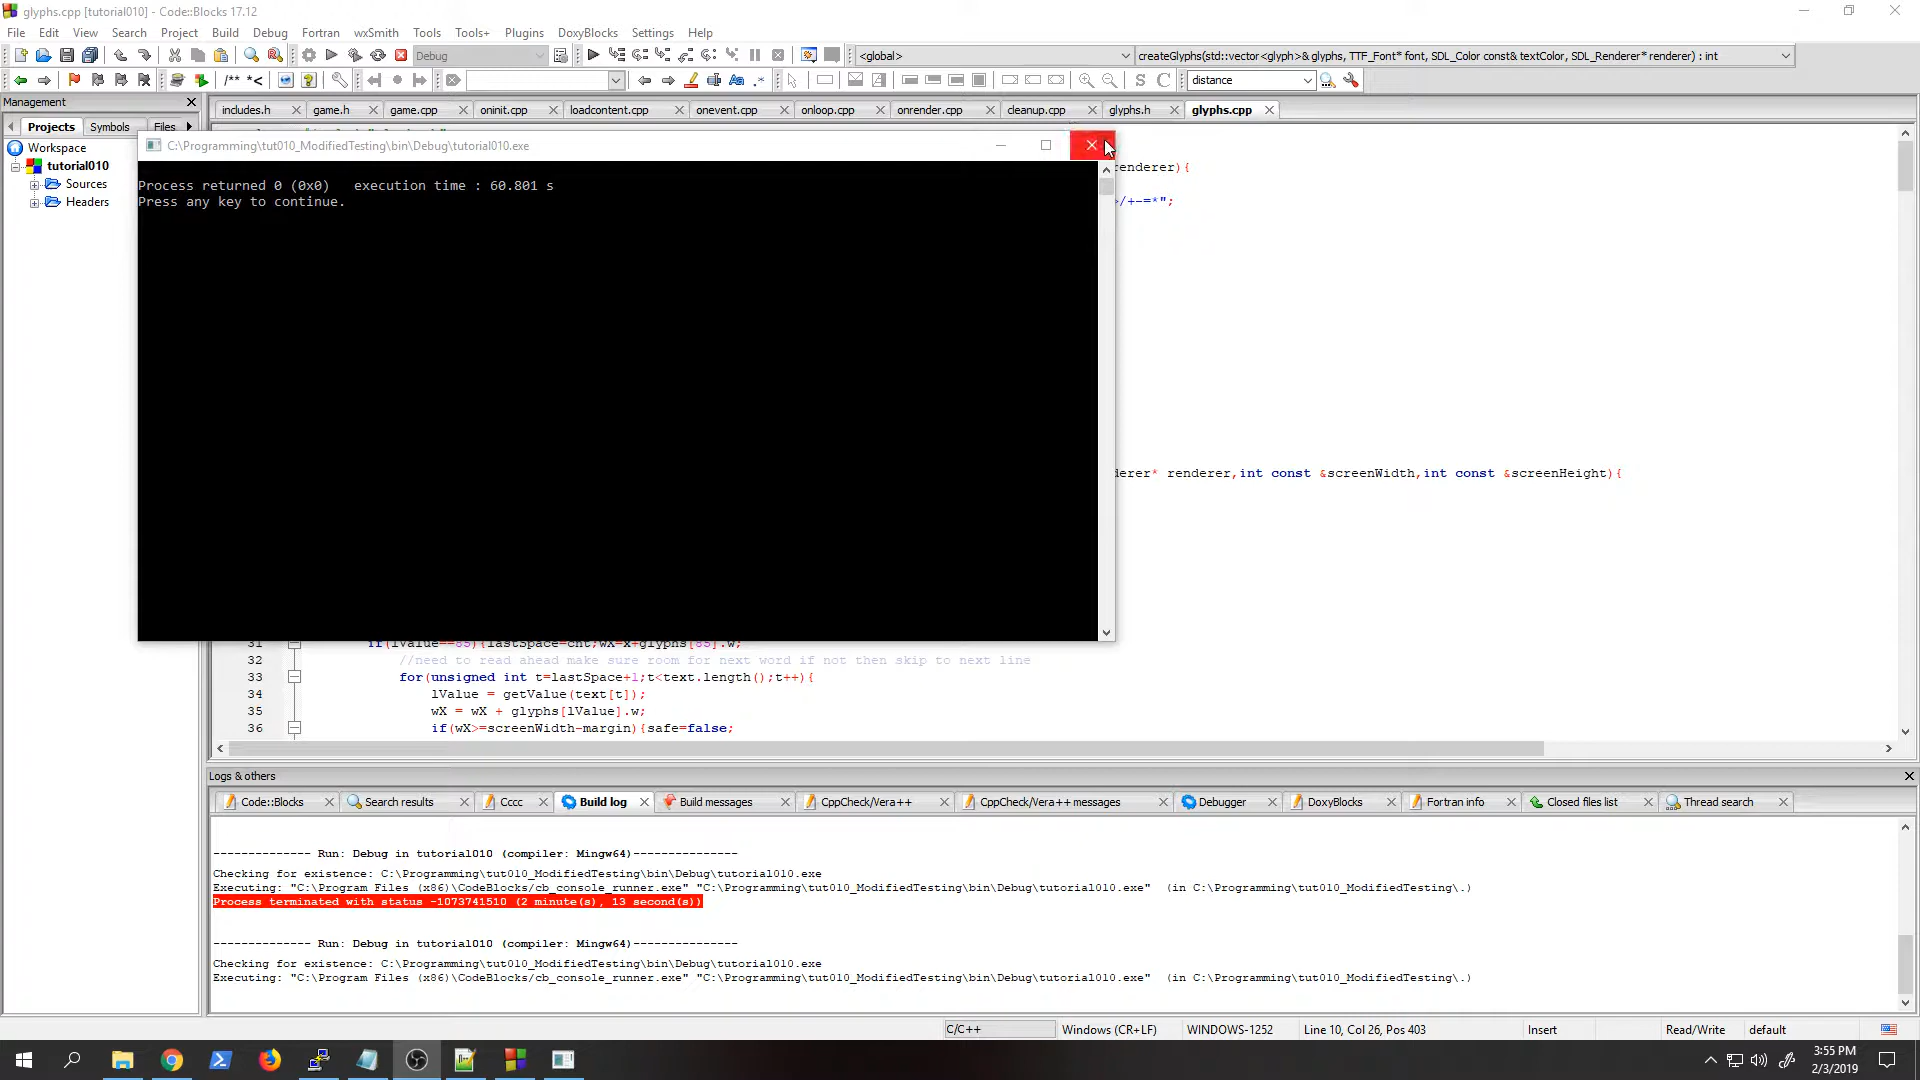 glyphs.cpp [tutorial010] - Code::Blocks 17.12
File Edit View Search Project Build Debug Fortran wxSmith Tools Tools+ Plugins DoxyBlocks Settings Help
Debug
<global>
createGlyphs(std::vector<glyph>& glyphs, TTF_Font* font, SDL_Color const& textColor, SDL_Renderer* renderer) : int
/** *<
distance
Management
includes.h game.h game.cpp oninit.cpp loadcontent.cpp onevent.cpp onloop.cpp onrender.cpp cleanup.cpp glyphs.h glyphs.cpp
Projects Symbols Files
Workspace
tutorial010
Sources
Headers
C:\Programming\tut010_ModifiedTesting\bin\Debug\tutorial010.exe
Process returned 0 (0x0)   execution time : 60.801 s
Press any key to continue.
renderer){
>/+-=*";
derer* renderer,int const &screenWidth,int const &screenHeight){
31 if(lValue==85){lastSpace=cnt;wX=x+glyphs[85].w;
32 //need to read ahead make sure room for next word if not then skip to next line
33 for(unsigned int t=lastSpace+1;t<text.length();t++){
34 lValue = getValue(text[t]);
35 wX = wX + glyphs[lValue].w;
36 if(wX>=screenWidth-margin){safe=false;
Logs & others
Code::Blocks Search results Cccc Build log Build messages CppCheck/Vera++ CppCheck/Vera++ messages Debugger DoxyBlocks Fortran info Closed files list Thread search
-------------- Run: Debug in tutorial010 (compiler: Mingw64)---------------
Checking for existence: C:\Programming\tut010_ModifiedTesting\bin\Debug\tutorial010.exe
Executing: "C:\Program Files (x86)\CodeBlocks/cb_console_runner.exe" "C:\Programming\tut010_ModifiedTesting\bin\Debug\tutorial010.exe"  (in C:\Programming\tut010_ModifiedTesting\.)
Process terminated with status -1073741510 (2 minute(s), 13 second(s))
-------------- Run: Debug in tutorial010 (compiler: Mingw64)---------------
Checking for existence: C:\Programming\tut010_ModifiedTesting\bin\Debug\tutorial010.exe
Executing: "C:\Program Files (x86)\CodeBlocks/cb_console_runner.exe" "C:\Programming\tut010_ModifiedTesting\bin\Debug\tutorial010.exe"  (in C:\Programming\tut010_ModifiedTesting\.)
C/C++ Windows (CR+LF) WINDOWS-1252 Line 10, Col 26, Pos 403 Insert Read/Write default
3:55 PM
2/3/2019